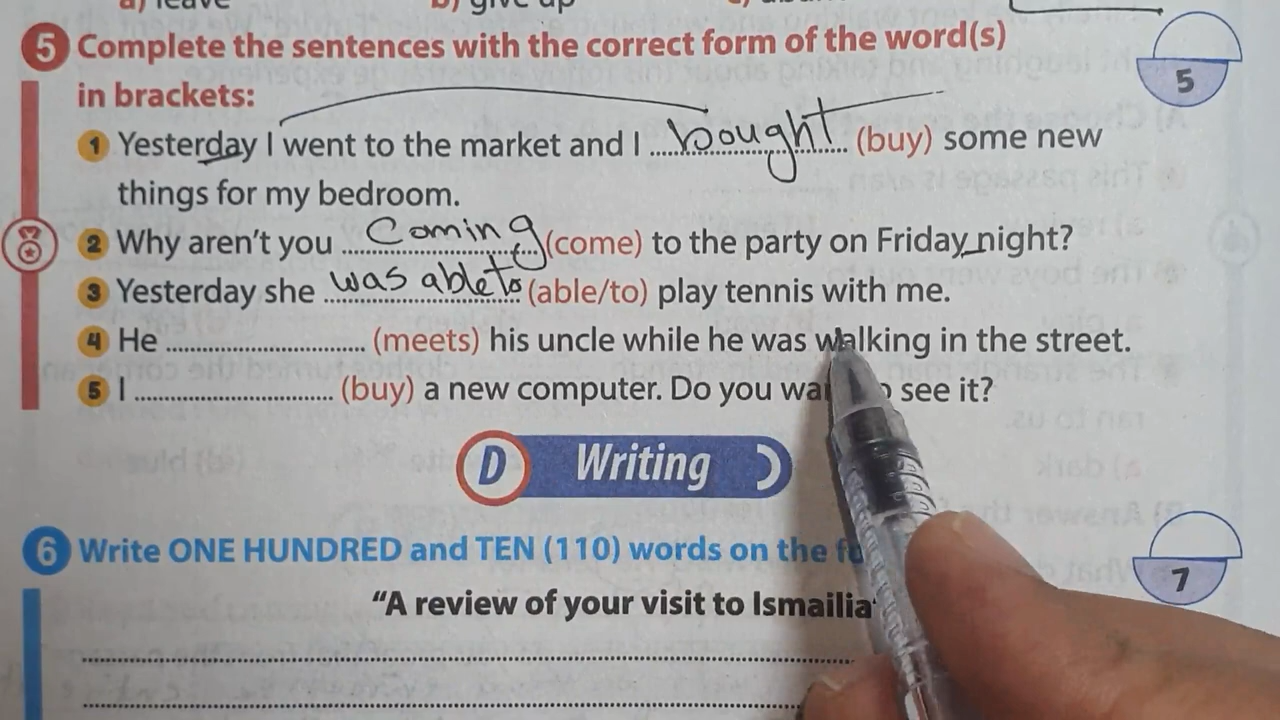 a) leave b) give up
5 Complete the sentences with the correct form of the word(s) 5
in brackets:
1 Yesterday I went to the market and I bought (buy) some new
things for my bedroom.
2 Why aren't you Coming (come) to the party on Friday night?
3 Yesterday she was able to (able/to) play tennis with me.
4 He (meets) his uncle while he was walking in the street.
5 I (buy) a new computer. Do you see it?
D Writing
6 Write ONE HUNDRED and TEN (110) words on the 7
"A review of your visit to Ismailia